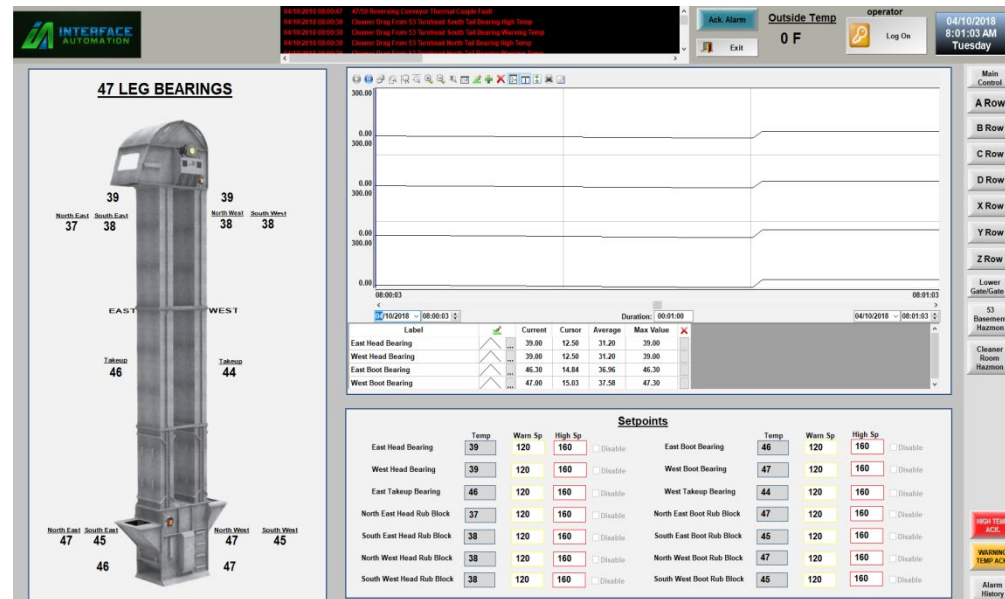 INTERFACE
AUTOMATION
04/10/2018 08:00:47 47/50 Reversing Conveyor Thermal Couple Fault
04/10/2018 08:00:38 Cleaner Drag From 53 Turnhead South Tail Bearing High Temp
04/10/2018 08:00:38 Cleaner Drag From 53 Turnhead South Tail Bearing Warning Temp
04/10/2018 08:00:38 Cleaner Drag From 53 Turnhead North Tail Bearing High Temp
04/10/2018 08:00:38 Cleaner Drag From 53 Turnhead North Tail Bearing Warning Temp
Ack. Alarm
Exit
Outside Temp
0 F
operator
Log On
04/10/2018
8:01:03 AM
Tuesday
47 LEG BEARINGS
39 39
North East South East North West South West
37 38 38 38
EAST WEST
Takeup Takeup
46 44
North East South East North West South West
47 45 47 45
46 47
300.00
0.00
300.00
0.00
300.00
0.00
300.00
0.00
08:00:03 08:01:03
04/10/2018 08:00:03 Duration: 00:01:00 04/10/2018 08:01:03
Label Current Cursor Average Max Value
East Head Bearing ... 39.00 12.50 31.20 39.00
West Head Bearing ... 39.00 12.50 31.20 39.00
East Boot Bearing ... 46.30 14.84 36.96 46.30
West Boot Bearing ... 47.00 15.03 37.58 47.30
Setpoints
Temp Warn Sp High Sp Temp Warn Sp High Sp
East Head Bearing 39 120 160 Disable East Boot Bearing 46 120 160 Disable
West Head Bearing 39 120 160 Disable West Boot Bearing 47 120 160 Disable
East Takeup Bearing 46 120 160 Disable West Takeup Bearing 44 120 160 Disable
North East Head Rub Block 37 120 160 Disable North East Boot Rub Block 47 120 160 Disable
South East Head Rub Block 38 120 160 Disable South East Boot Rub Block 45 120 160 Disable
North West Head Rub Block 38 120 160 Disable North West Boot Rub Block 47 120 160 Disable
South West Head Rub Block 38 120 160 Disable South West Boot Rub Block 45 120 160 Disable
Main
Control
A Row
B Row
C Row
D Row
X Row
Y Row
Z Row
Lower
Gate/Gate
53
Basement
Hazmon
Cleaner
Room
Hazmon
HIGH TEMP
ACK.
WARNING
TEMP ACK
Alarm
History